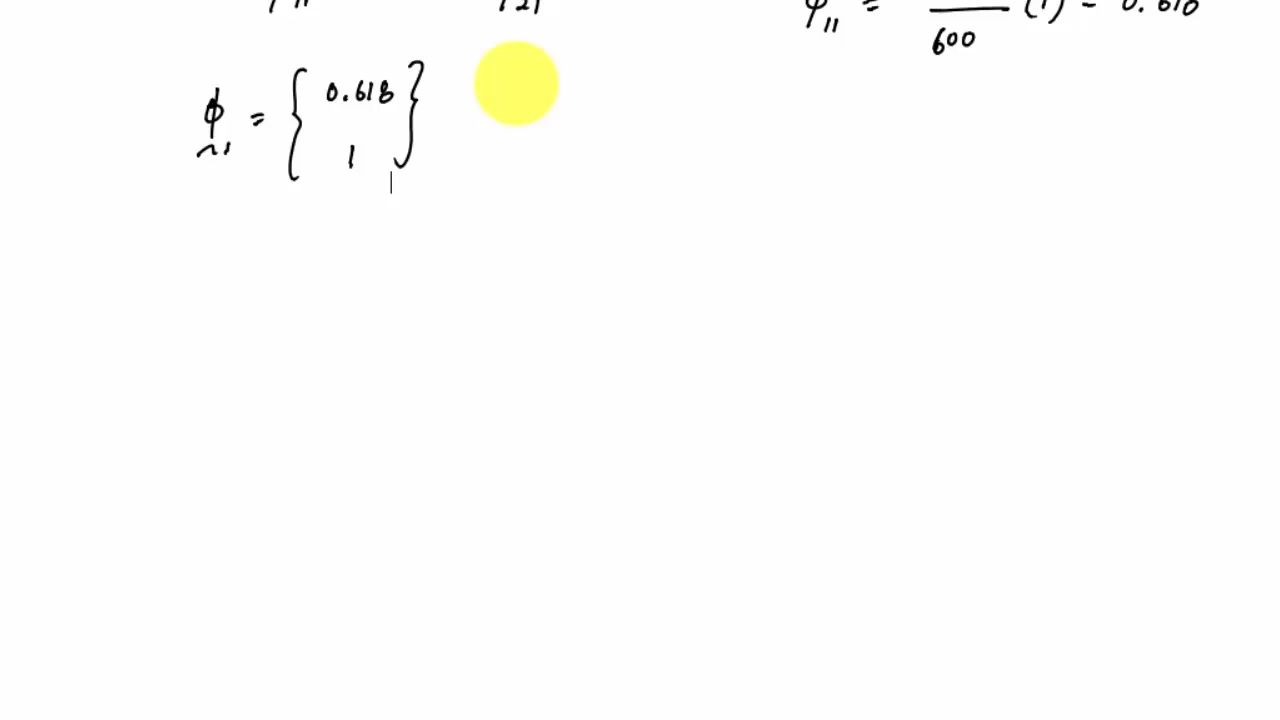 ϕ₁₁ = ―― (1) = 0.618
600
ϕ₁ = { 0.618
1 }